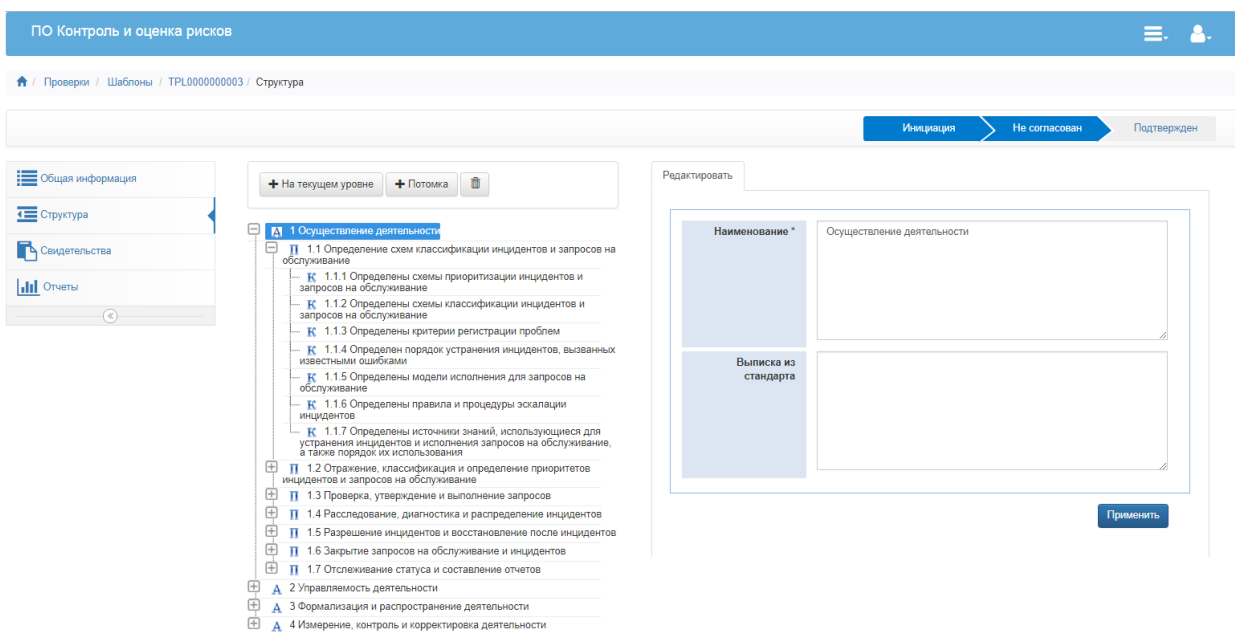 ПО Контроль и оценка рисков
/ Проверки / Шаблоны / TPL0000000003 / Структура
Инициация
Не согласован
Подтвержден
Общая информация
Структура
Свидетельства
Отчеты
На текущем уровне
Потомка
А 1 Осуществление деятельности
П 1.1 Определение схем классификации инцидентов и запросов на
обслуживание
К 1.1.1 Определены схемы приоритизации инцидентов и
запросов на обслуживание
К 1.1.2 Определены схемы классификации инцидентов и
запросов на обслуживание
К 1.1.3 Определены критерии регистрации проблем
К 1.1.4 Определен порядок устранения инцидентов, вызванных
известными ошибками
К 1.1.5 Определены модели исполнения для запросов на
обслуживание
К 1.1.6 Определены правила и процедуры эскалации
инцидентов
К 1.1.7 Определены источники знаний, использующиеся для
устранения инцидентов и исполнения запросов на обслуживание,
а также порядок их использования
П 1.2 Отражение, классификация и определение приоритетов
инцидентов и запросов на обслуживание
П 1.3 Проверка, утверждение и выполнение запросов
П 1.4 Расследование, диагностика и распределение инцидентов
П 1.5 Разрешение инцидентов и восстановление после инцидентов
П 1.6 Закрытие запросов на обслуживание и инцидентов
П 1.7 Отслеживание статуса и составление отчетов
А 2 Управляемость деятельности
А 3 Формализация и распространение деятельности
А 4 Измерение, контроль и корректировка деятельности
Редактировать
Наименование *
Осуществление деятельности
Выписка из
стандарта
Применить